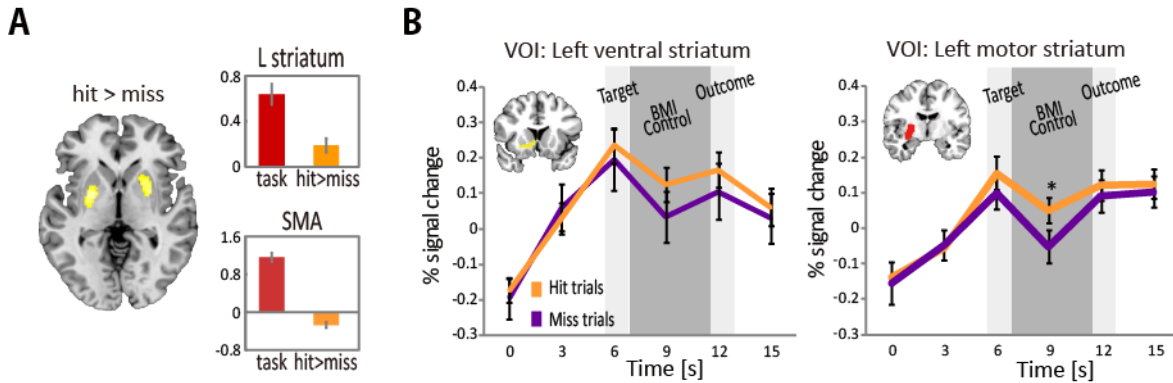 A
hit > miss
L striatum
0.8
0.4
0
task hit>miss
SMA
1.6
0.8
0
-0.8
task hit>miss
B
VOI: Left ventral striatum
Target
BMI
Control
Outcome
% signal change
0.4
0.3
0.2
0.1
0
-0.1
-0.2
-0.3
Hit trials
Miss trials
0 3 6 9 12 15
Time [s]
VOI: Left motor striatum
Target
BMI
Control
Outcome
% signal change
0.4
0.3
0.2
0.1
0
-0.1
-0.2
-0.3
*
0 3 6 9 12 15
Time [s]